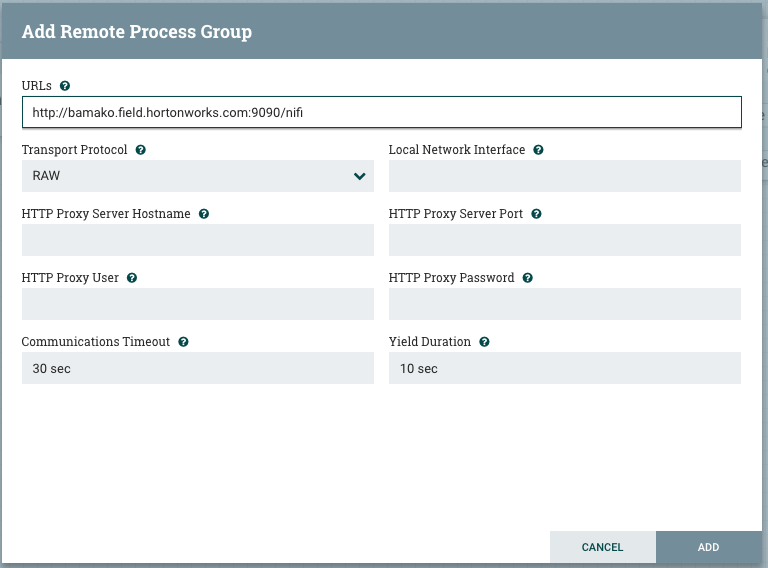 Add Remote Process Group
URLs
http://bamako.field.hortonworks.com:9090/nifi
Transport Protocol
Local Network Interface
RAW
HTTP Proxy Server Hostname
HTTP Proxy Server Port
HTTP Proxy User
HTTP Proxy Password
Communications Timeout
Yield Duration
30 sec
10 sec
CANCEL
ADD